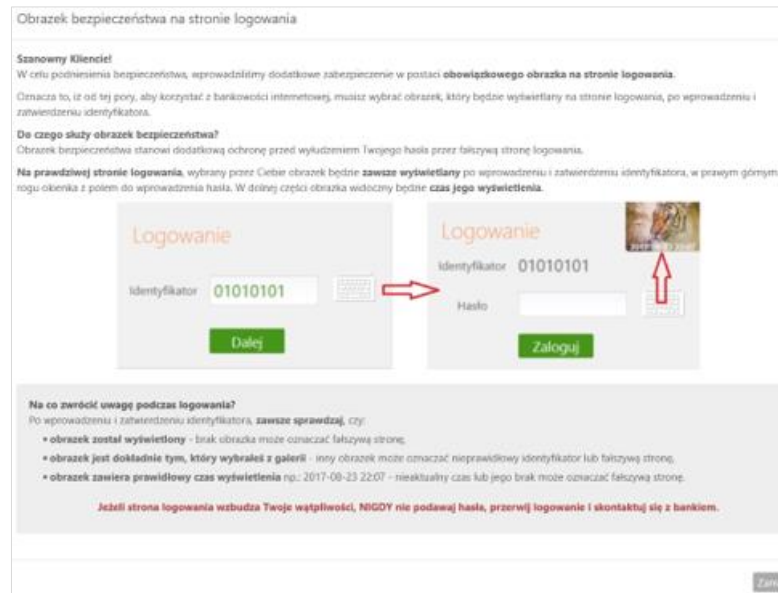 Obrazek bezpieczeństwa na stronie logowania
Szanowny Kliencie!
W celu podniesienia bezpieczeństwa, wprowadziliśmy dodatkowe zabezpieczenie w postaci obowiązkowego obrazka na stronie logowania.
Oznacza to, iż od tej pory, aby korzystać z bankowości internetowej, musisz wybrać obrazek, który będzie wyświetlany na stronie logowania, po wprowadzeniu i
zatwierdzeniu identyfikatora.
Do czego służy obrazek bezpieczeństwa?
Obrazek bezpieczeństwa stanowi dodatkową ochronę przed wyłudzeniem Twojego hasła przez fałszywą stronę logowania.
Na prawdziwej stronie logowania, wybrany przez Ciebie obrazek będzie zawsze wyświetlany po wprowadzeniu i zatwierdzeniu identyfikatora, w prawym górnym
rogu okienka z polem do wprowadzenia hasła. W dolnej części obrazka widoczny będzie czas jego wyświetlenia.
Logowanie
Identyfikator 01010101
Dalej
Logowanie
Identyfikator 01010101
Hasło
Zaloguj
Na co zwrócić uwagę podczas logowania?
Po wprowadzeniu i zatwierdzeniu identyfikatora, zawsze sprawdzaj, czy:
• obrazek został wyświetlony - brak obrazka może oznaczać fałszywą stronę,
• obrazek jest dokładnie tym, który wybrałeś z galerii - inny obrazek może oznaczać nieprawidłowy identyfikator lub fałszywą stronę,
• obrazek zawiera prawidłowy czas wyświetlenia np.: 2017-08-23 22:07 - nieaktualny czas lub jego brak może oznaczać fałszywą stronę.
Jeżeli strona logowania wzbudza Twoje wątpliwości, NIGDY nie podawaj hasła, przerwij logowanie i skontaktuj się z bankiem.